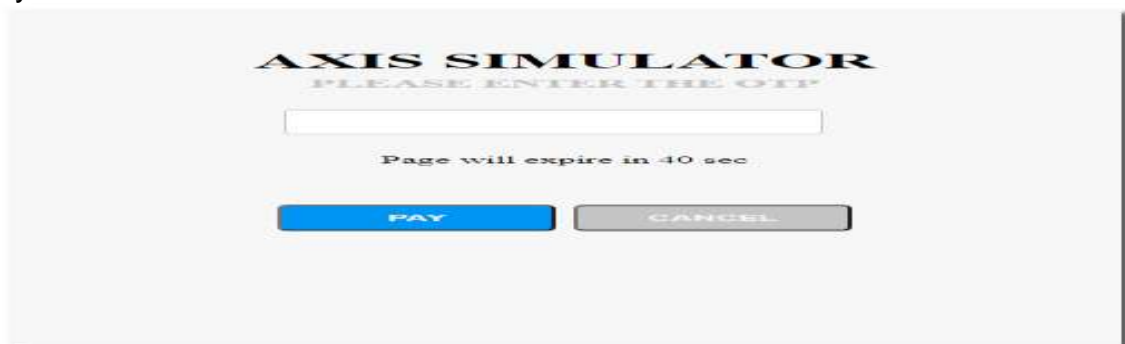 AXIS SIMULATOR
PLEASE ENTER THE OTP
Page will expire in 40 sec
PAY CANCEL